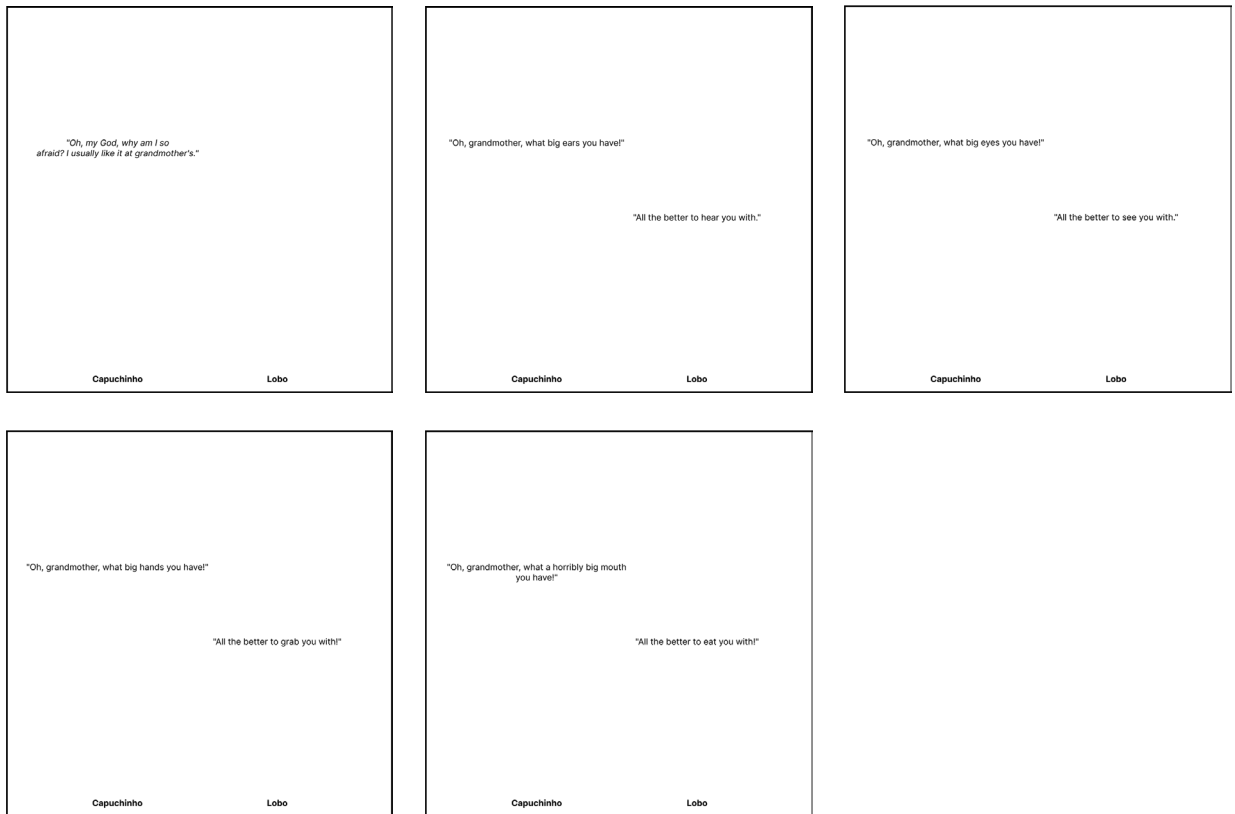 "Oh, my God, why am I so
afraid? I usually like it at grandmother's."
Capuchinho
Lobo
"Oh, grandmother, what big ears you have!"
"All the better to hear you with."
Capuchinho
Lobo
"Oh, grandmother, what big eyes you have!"
"All the better to see you with."
Capuchinho
Lobo
"Oh, grandmother, what big hands you have!"
"All the better to grab you with!"
Capuchinho
Lobo
"Oh, grandmother, what a horribly big mouth
you have!"
"All the better to eat you with!"
Capuchinho
Lobo